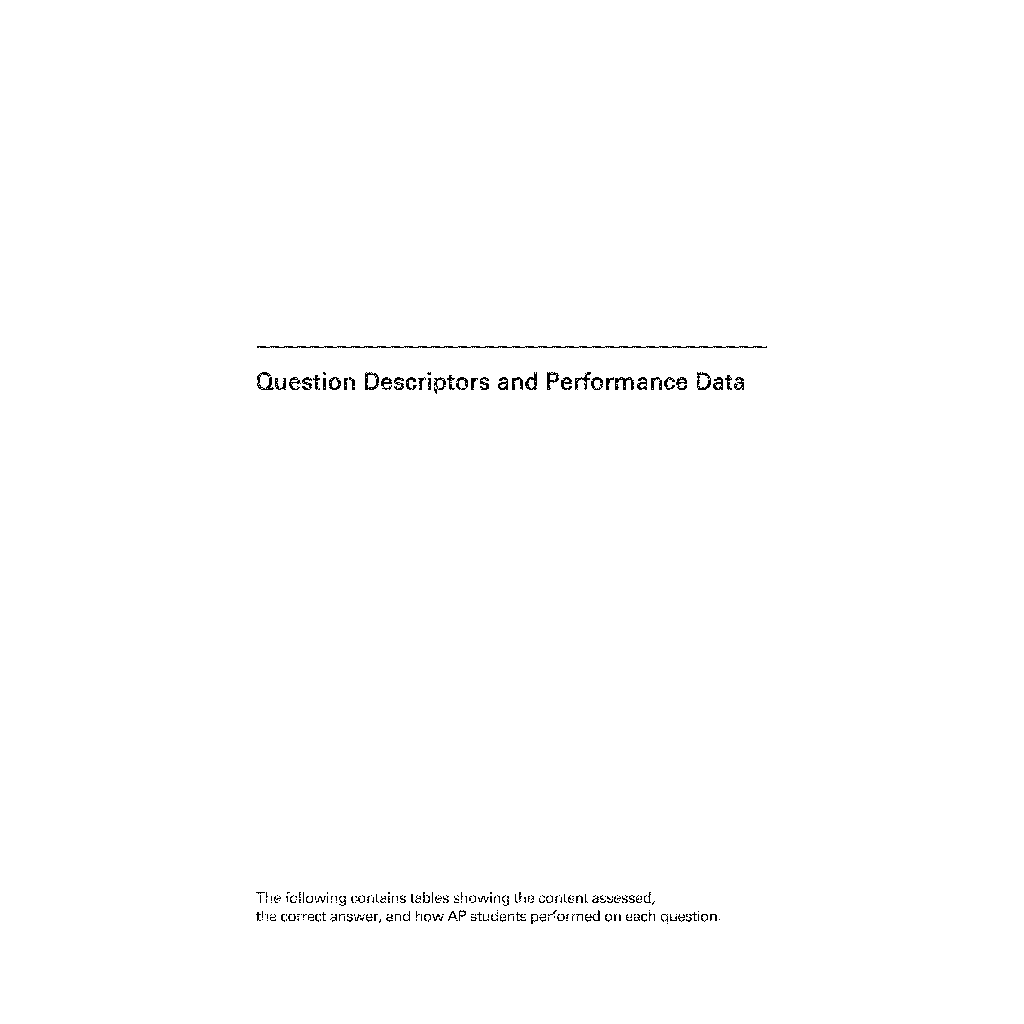 Question Descriptors and Performance Data
The following contains tables showing the content assessed,
the correct answer, and how AP students performed on each question.